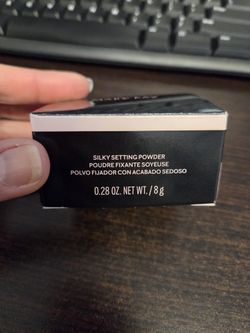 SILKY SETTING POWDER
POUDRE FIXANTE SOYEUSE
POLVO FIJADOR CON ACABADO SEDOSO
0.28 OZ. NET WT. / 8 g